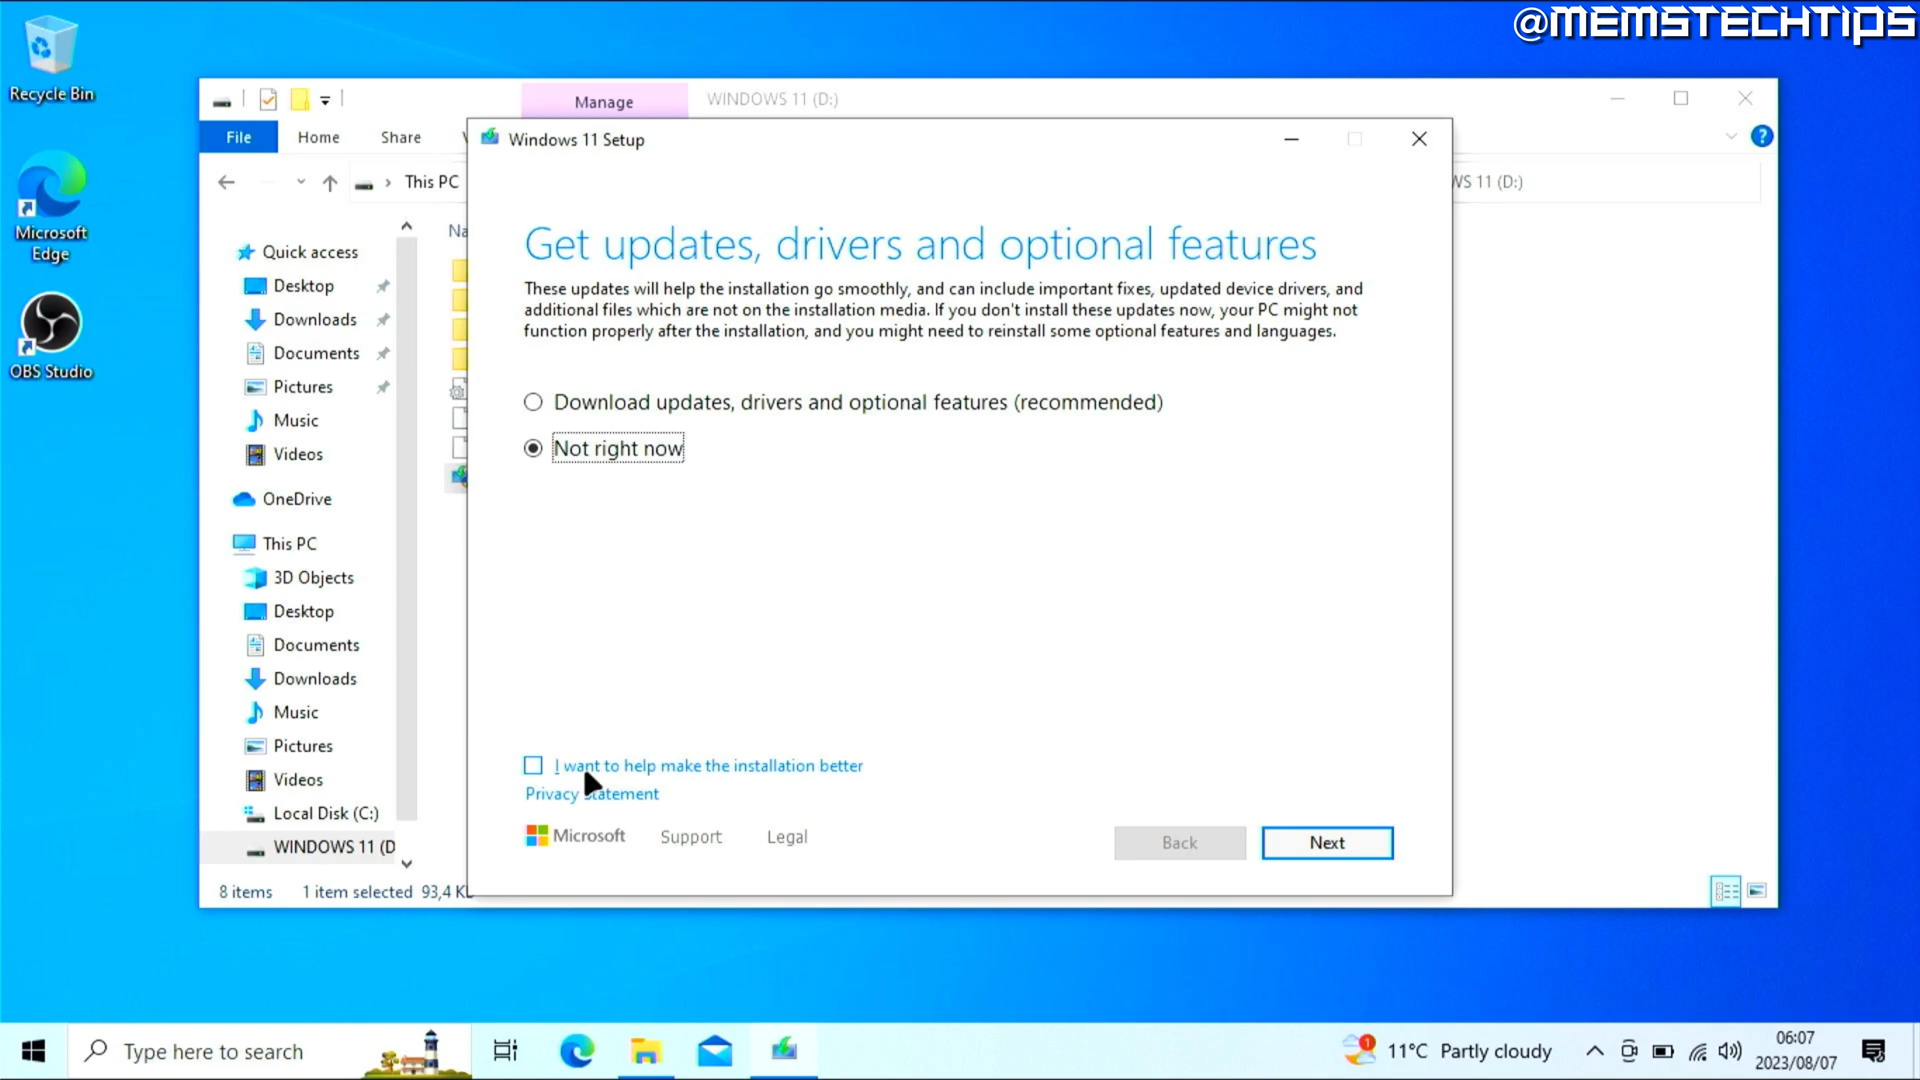 @MEMSTECHTIPS
Recycle Bin
Microsoft
Edge
OBS Studio
Manage
WINDOWS 11 (D:)
File
Home
Share
This PC
WS 11 (D:)
Quick access
Desktop
Downloads
Documents
Pictures
Music
Videos
OneDrive
This PC
3D Objects
Desktop
Documents
Downloads
Music
Pictures
Videos
Local Disk (C:)
WINDOWS 11 (D
8 items
1 item selected
93,4 K
Na
Windows 11 Setup
Get updates, drivers and optional features
These updates will help the installation go smoothly, and can include important fixes, updated device drivers, and
additional files which are not on the installation media. If you don't install these updates now, your PC might not
function properly after the installation, and you might need to reinstall some optional features and languages.
Download updates, drivers and optional features (recommended)
Not right now
I want to help make the installation better
Privacy statement
Microsoft
Support
Legal
Back
Next
Type here to search
1
11°C Partly cloudy
06:07
2023/08/07